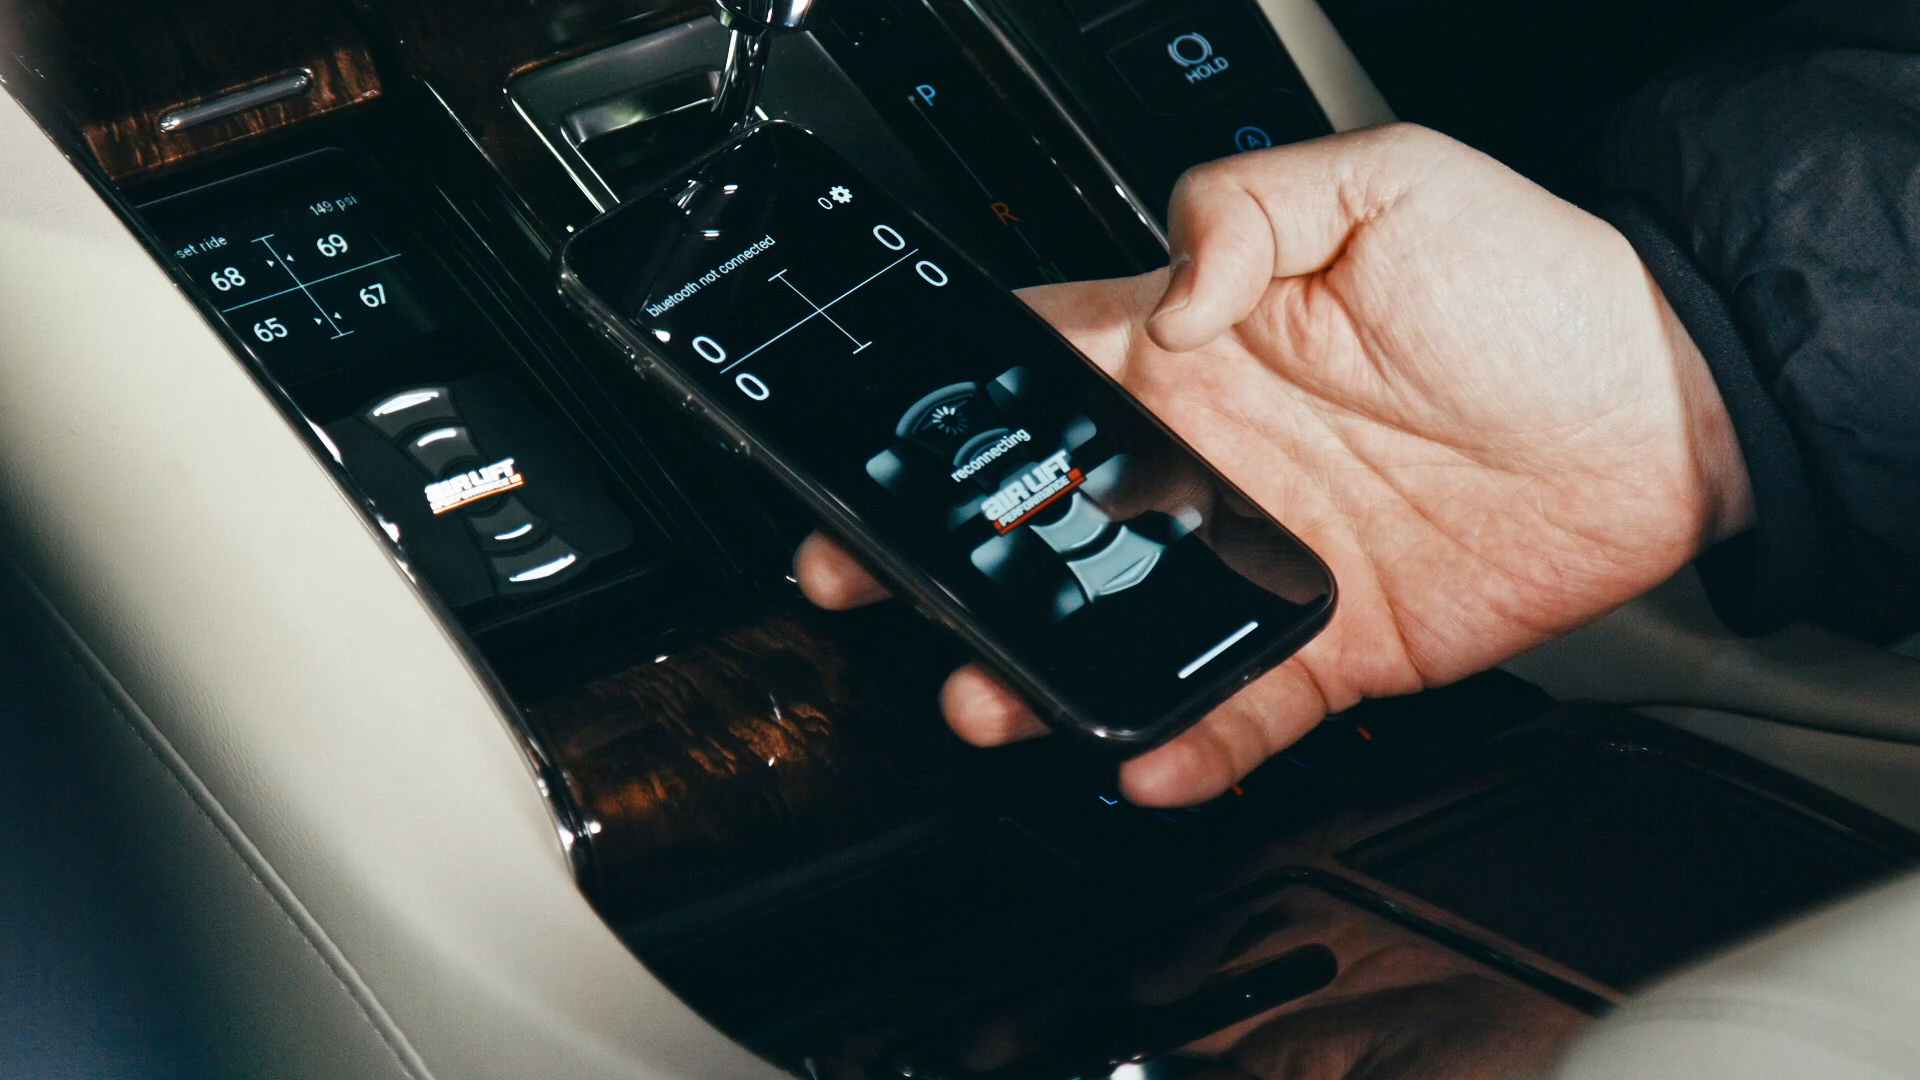 149 psi
set ride
68 69
65 67
AIR LIFT
PERFORMANCE
0
bluetooth not connected
0 0
0 0
reconnecting
AIR LIFT
PERFORMANCE
P
R
N
HOLD
A
L